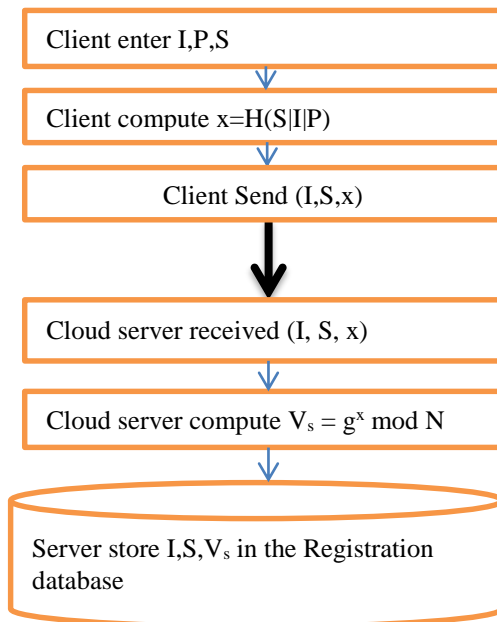 Client enter I,P,S
Client compute x=H(S|I|P)
Client Send (I,S,x)
Cloud server received (I, S, x)
Cloud server compute Vₛ = gˣ mod N
Server store I,S,Vₛ in the Registration
database